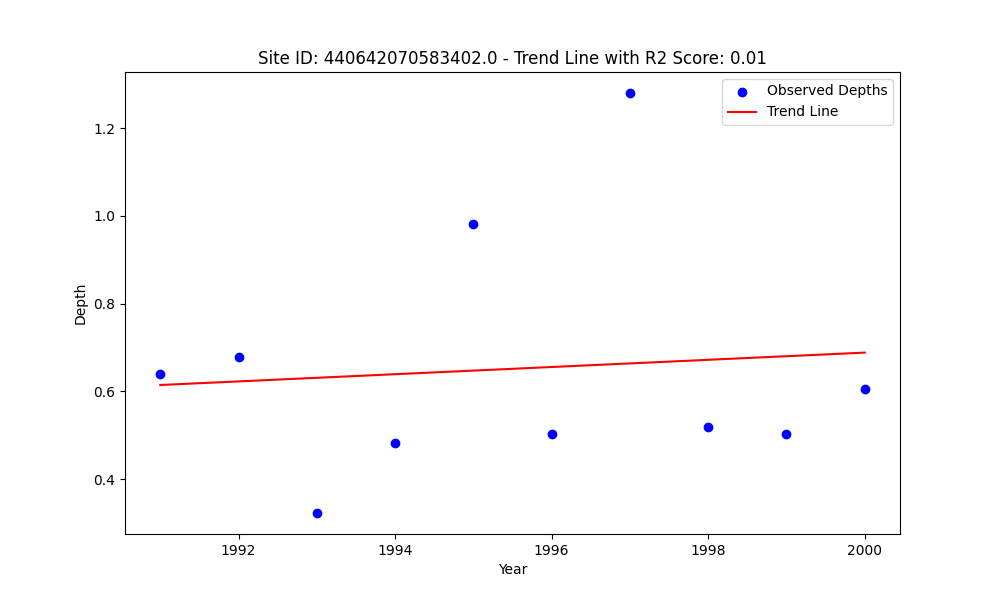 Site ID: 440642070583402.0 - Trend Line with R2 Score: 0.01
Observed Depths
Trend Line
1.2
1.0
0.8
0.6
0.4
Depth
1992
1994
1996
1998
2000
Year